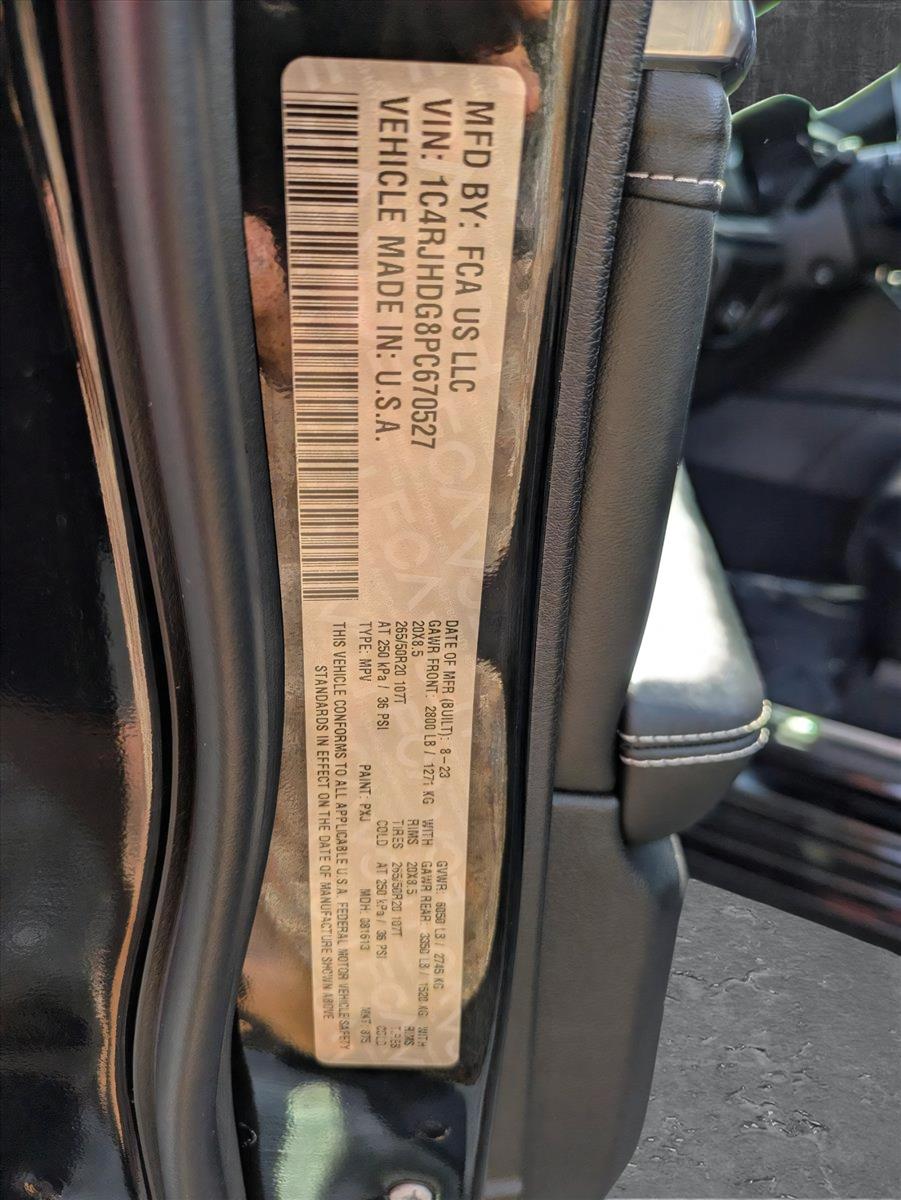 MFD BY: FCA US LLC
VIN: 1C4RJHDG8PC670527
VEHICLE MADE IN: U.S.A.
DATE OF MFR (BUILT): 8-23 GVWR: 6050 LB / 2745 KG
GAWR FRONT: 2800 LB / 1271 KG WITH GAWR REAR: 3350 LB / 1520 KG WITH
20X8.5 RIMS 20X8.5 RIMS
265/50R20 107T TIRES 265/50R20 107T
AT 250 kPa / 36 PSI COLD AT 250 kPa / 36 PSI COLD
TYPE: MPV PAINT: PXJ MDH: 081613
THIS VEHICLE CONFORMS TO ALL APPLICABLE U.S.A. FEDERAL MOTOR VEHICLE SAFETY
STANDARDS IN EFFECT ON THE DATE OF MANUFACTURE SHOWN ABOVE